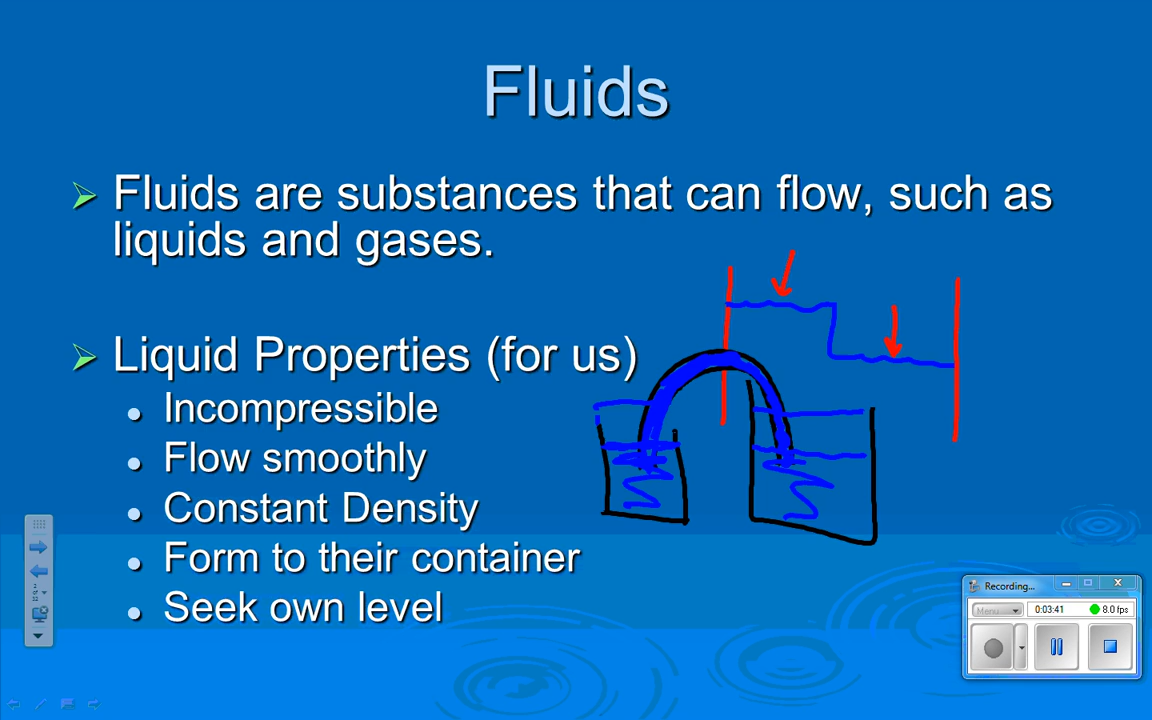 Fluids
Fluids are substances that can flow, such as
liquids and gases.
Liquid Properties (for us)
Incompressible
Flow smoothly
Constant Density
Form to their container
Seek own level
Recording...
Menu
0:03:41
8.0 fps